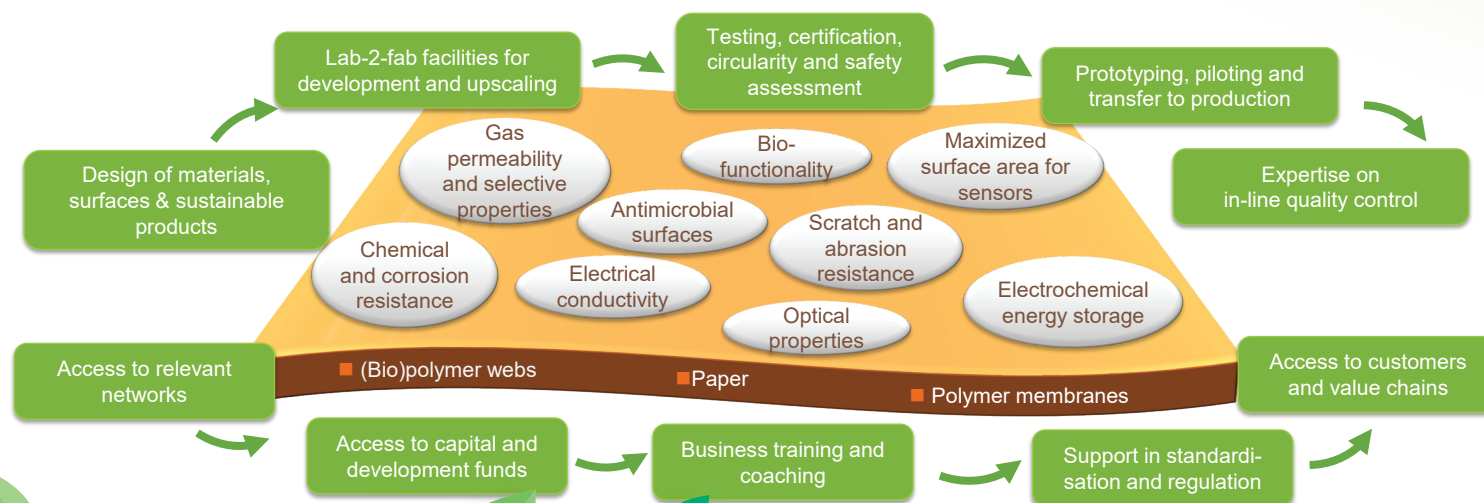 Lab-2-fab facilities for
development and upscaling
Testing, certification,
circularity and safety
assessment
Prototyping, piloting and
transfer to production
Design of materials,
surfaces & sustainable
products
Expertise on
in-line quality control
Gas
permeability
and selective
properties
Bio-
functionality
Maximized
surface area for
sensors
Antimicrobial
surfaces
Scratch and
abrasion
resistance
Chemical
and corrosion
resistance
Electrical
conductivity
Electrochemical
energy storage
Optical
properties
Access to relevant
networks
(Bio)polymer webs
Paper
Polymer membranes
Access to customers
and value chains
Access to capital and
development funds
Business training and
coaching
Support in standardi-
sation and regulation